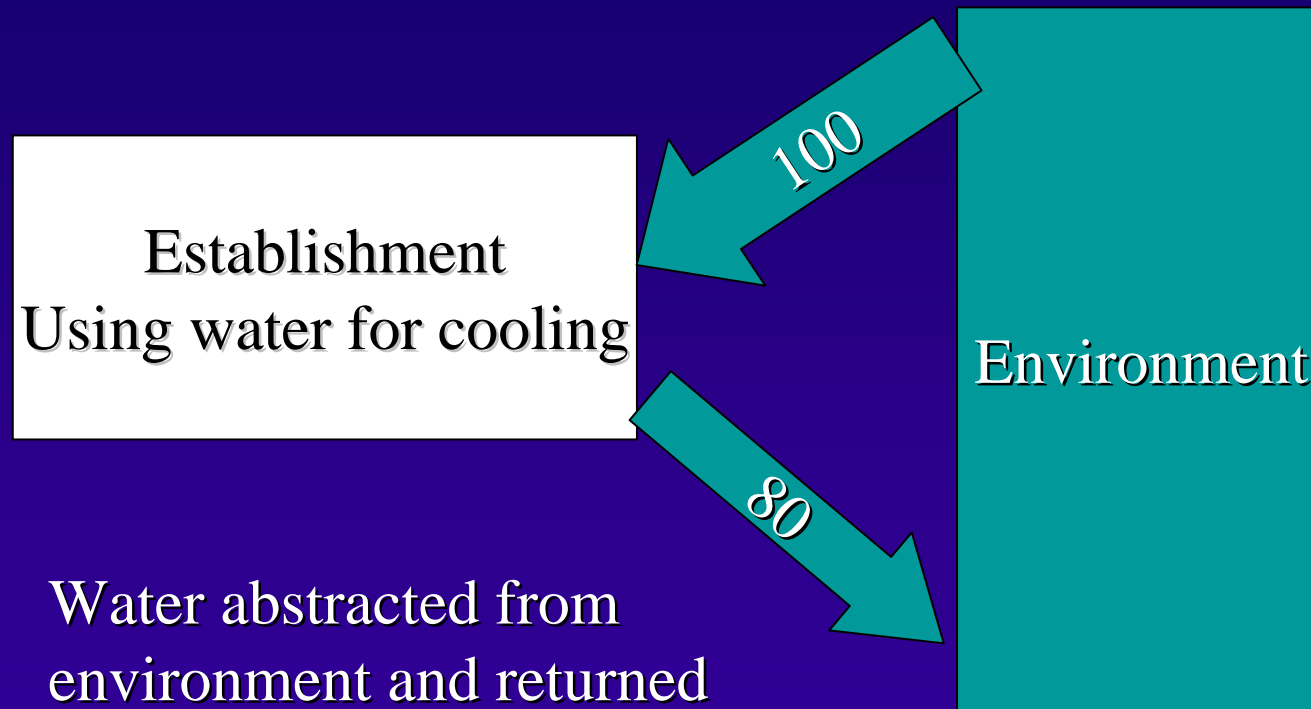 100
Establishment
Using water for cooling
Environment
80
Water abstracted from
environment and returned